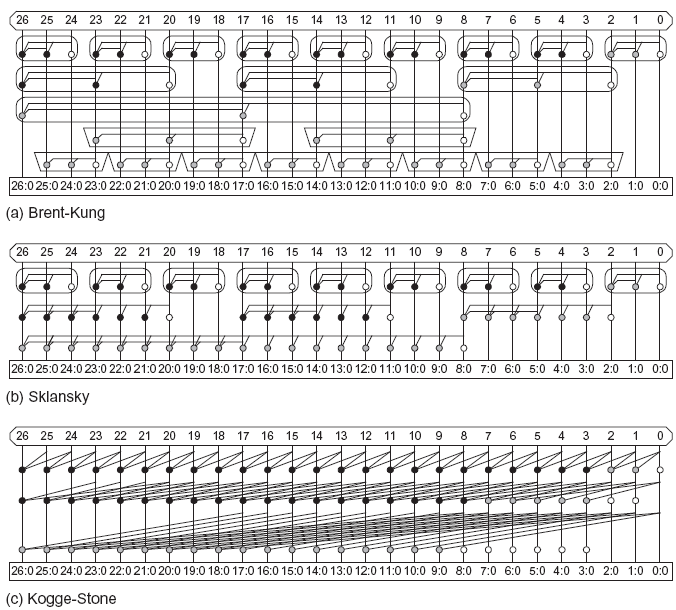 26 25 24 23 22 21 20 19 18 17 16 15 14 13 12 11 10 9 8 7 6 5 4 3 2 1 0
26:0 25:0 24:0 23:0 22:0 21:0 20:0 19:0 18:0 17:0 16:0 15:0 14:0 13:0 12:0 11:0 10:0 9:0 8:0 7:0 6:0 5:0 4:0 3:0 2:0 1:0 0:0
(a) Brent-Kung
26 25 24 23 22 21 20 19 18 17 16 15 14 13 12 11 10 9 8 7 6 5 4 3 2 1 0
26:0 25:0 24:0 23:0 22:0 21:0 20:0 19:0 18:0 17:0 16:0 15:0 14:0 13:0 12:0 11:0 10:0 9:0 8:0 7:0 6:0 5:0 4:0 3:0 2:0 1:0 0:0
(b) Sklansky
26 25 24 23 22 21 20 19 18 17 16 15 14 13 12 11 10 9 8 7 6 5 4 3 2 1 0
26:0 25:0 24:0 23:0 22:0 21:0 20:0 19:0 18:0 17:0 16:0 15:0 14:0 13:0 12:0 11:0 10:0 9:0 8:0 7:0 6:0 5:0 4:0 3:0 2:0 1:0 0:0
(c) Kogge-Stone